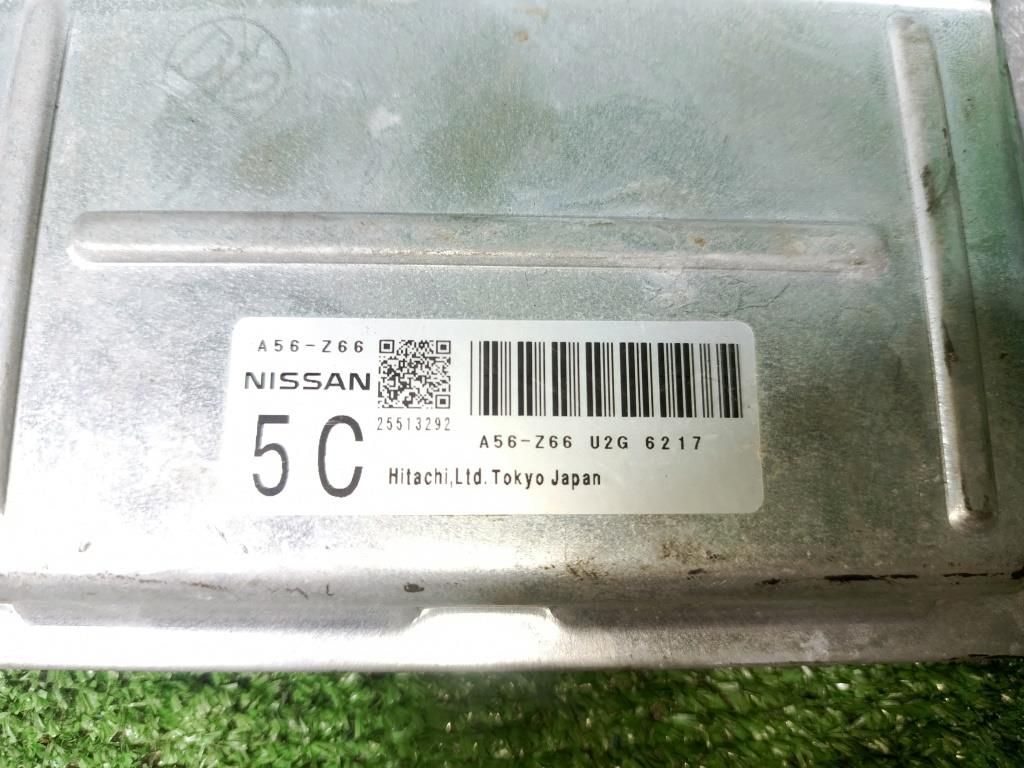 A56-Z66
NISSAN
25513292
5C
A56-Z66 U2G 6217
Hitachi,Ltd. Tokyo Japan